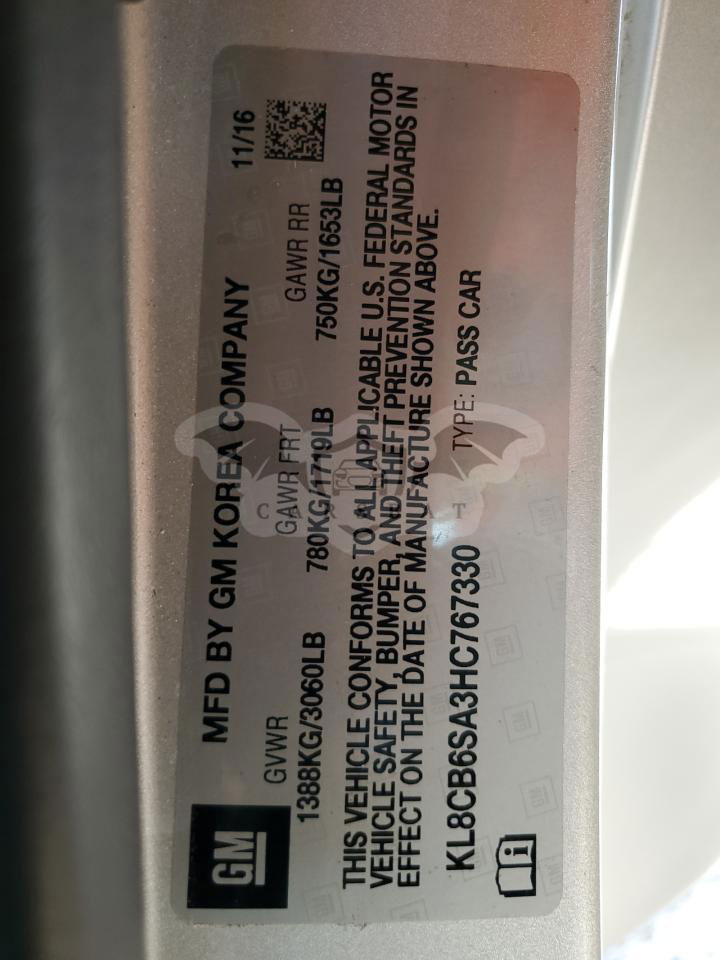 GM
MFD BY GM KOREA COMPANY 11/16
GVWR GAWR FRT GAWR RR
1388KG/3060LB 780KG/1719LB 750KG/1653LB
THIS VEHICLE CONFORMS TO ALL APPLICABLE U.S. FEDERAL MOTOR
VEHICLE SAFETY, BUMPER, AND THEFT PREVENTION STANDARDS IN
EFFECT ON THE DATE OF MANUFACTURE SHOWN ABOVE.
KL8CB6SA3HC767330 TYPE: PASS CAR